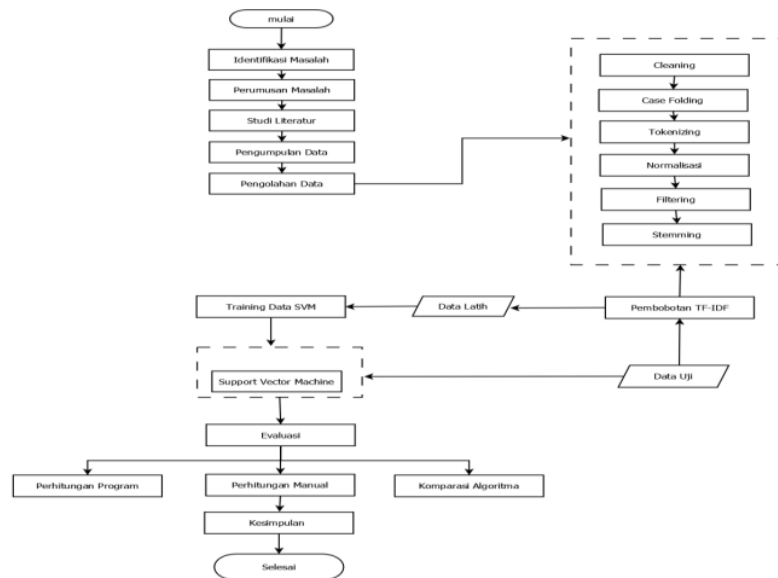 mulai
Identifikasi Masalah
Perumusan Masalah
Studi Literatur
Pengumpulan Data
Pengolahan Data
Cleaning
Case Folding
Tokenizing
Normalisasi
Filtering
Stemming
Training Data SVM
Data Latih
Pembobotan TF-IDF
Support Vector Machine
Data Uji
Evaluasi
Perhitungan Program
Perhitungan Manual
Komparasi Algoritma
Kesimpulan
Selesai